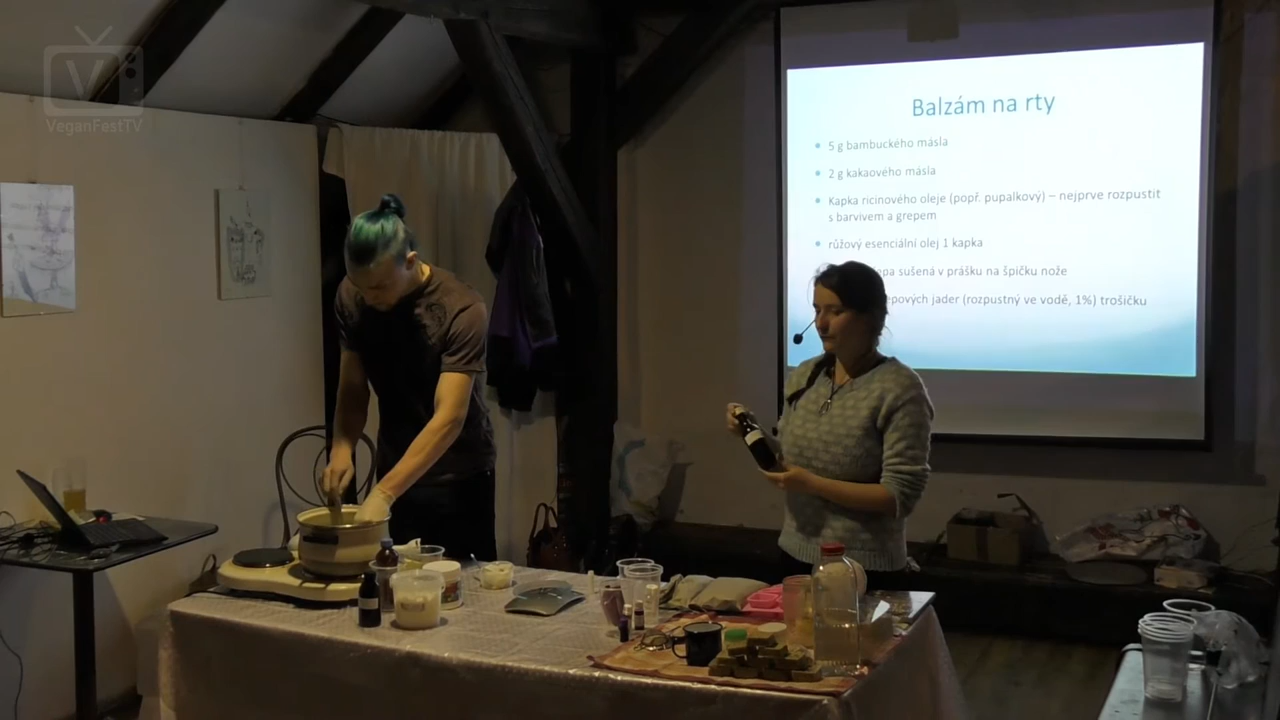 V
VeganFestTV
Balzám na rty
5 g bambuckého másla
2 g kakaového másla
Kapka ricinového oleje (popř. pupalkový) – nejprve rozpustit
s barvivem a grepem
růžový esenciální olej 1 kapka
sušená v prášku na špičku nože
jader (rozpustný ve vodě, 1%) trošičku